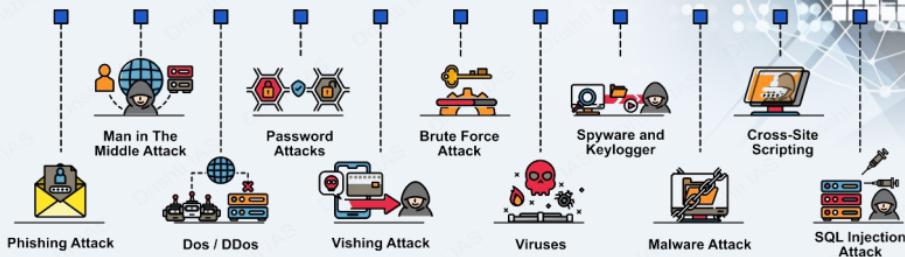 Man in The
Middle Attack
Password
Attacks
Brute Force
Attack
Spyware and
Keylogger
Cross-Site
Scripting
Phishing Attack
Dos / DDos
Vishing Attack
Viruses
Malware Attack
SQL Injection
Attack